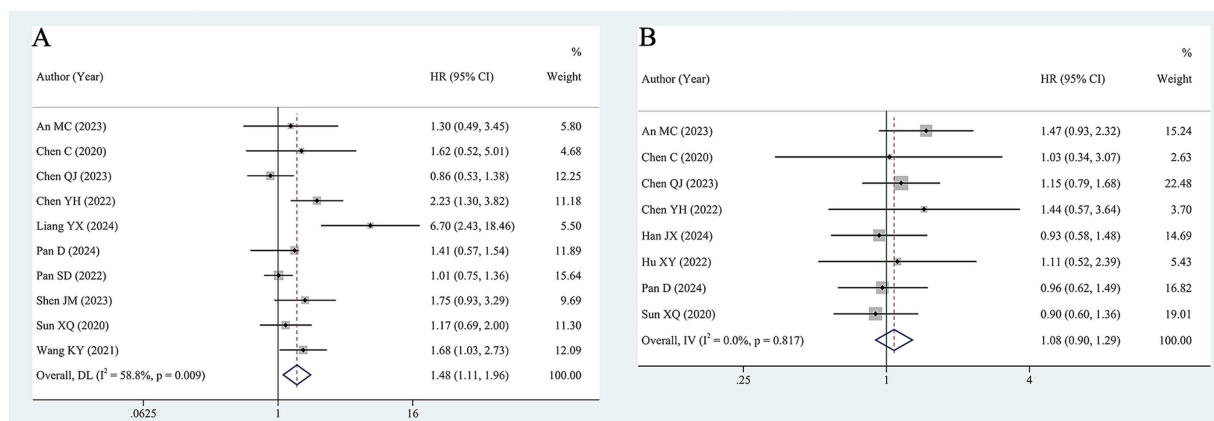 A
%
Author (Year) HR (95% CI) Weight
An MC (2023) 1.30 (0.49, 3.45) 5.80
Chen C (2020) 1.62 (0.52, 5.01) 4.68
Chen QJ (2023) 0.86 (0.53, 1.38) 12.25
Chen YH (2022) 2.23 (1.30, 3.82) 11.18
Liang YX (2024) 6.70 (2.43, 18.46) 5.50
Pan D (2024) 1.41 (0.57, 1.54) 11.89
Pan SD (2022) 1.01 (0.75, 1.36) 15.64
Shen JM (2023) 1.75 (0.93, 3.29) 9.69
Sun XQ (2020) 1.17 (0.69, 2.00) 11.30
Wang KY (2021) 1.68 (1.03, 2.73) 12.09
Overall, DL (I² = 58.8%, p = 0.009) 1.48 (1.11, 1.96) 100.00
.0625 1 16
B
%
Author (Year) HR (95% CI) Weight
An MC (2023) 1.47 (0.93, 2.32) 15.24
Chen C (2020) 1.03 (0.34, 3.07) 2.63
Chen QJ (2023) 1.15 (0.79, 1.68) 22.48
Chen YH (2022) 1.44 (0.57, 3.64) 3.70
Han JX (2024) 0.93 (0.58, 1.48) 14.69
Hu XY (2022) 1.11 (0.52, 2.39) 5.43
Pan D (2024) 0.96 (0.62, 1.49) 16.82
Sun XQ (2020) 0.90 (0.60, 1.36) 19.01
Overall, IV (I² = 0.0%, p = 0.817) 1.08 (0.90, 1.29) 100.00
.25 1 4